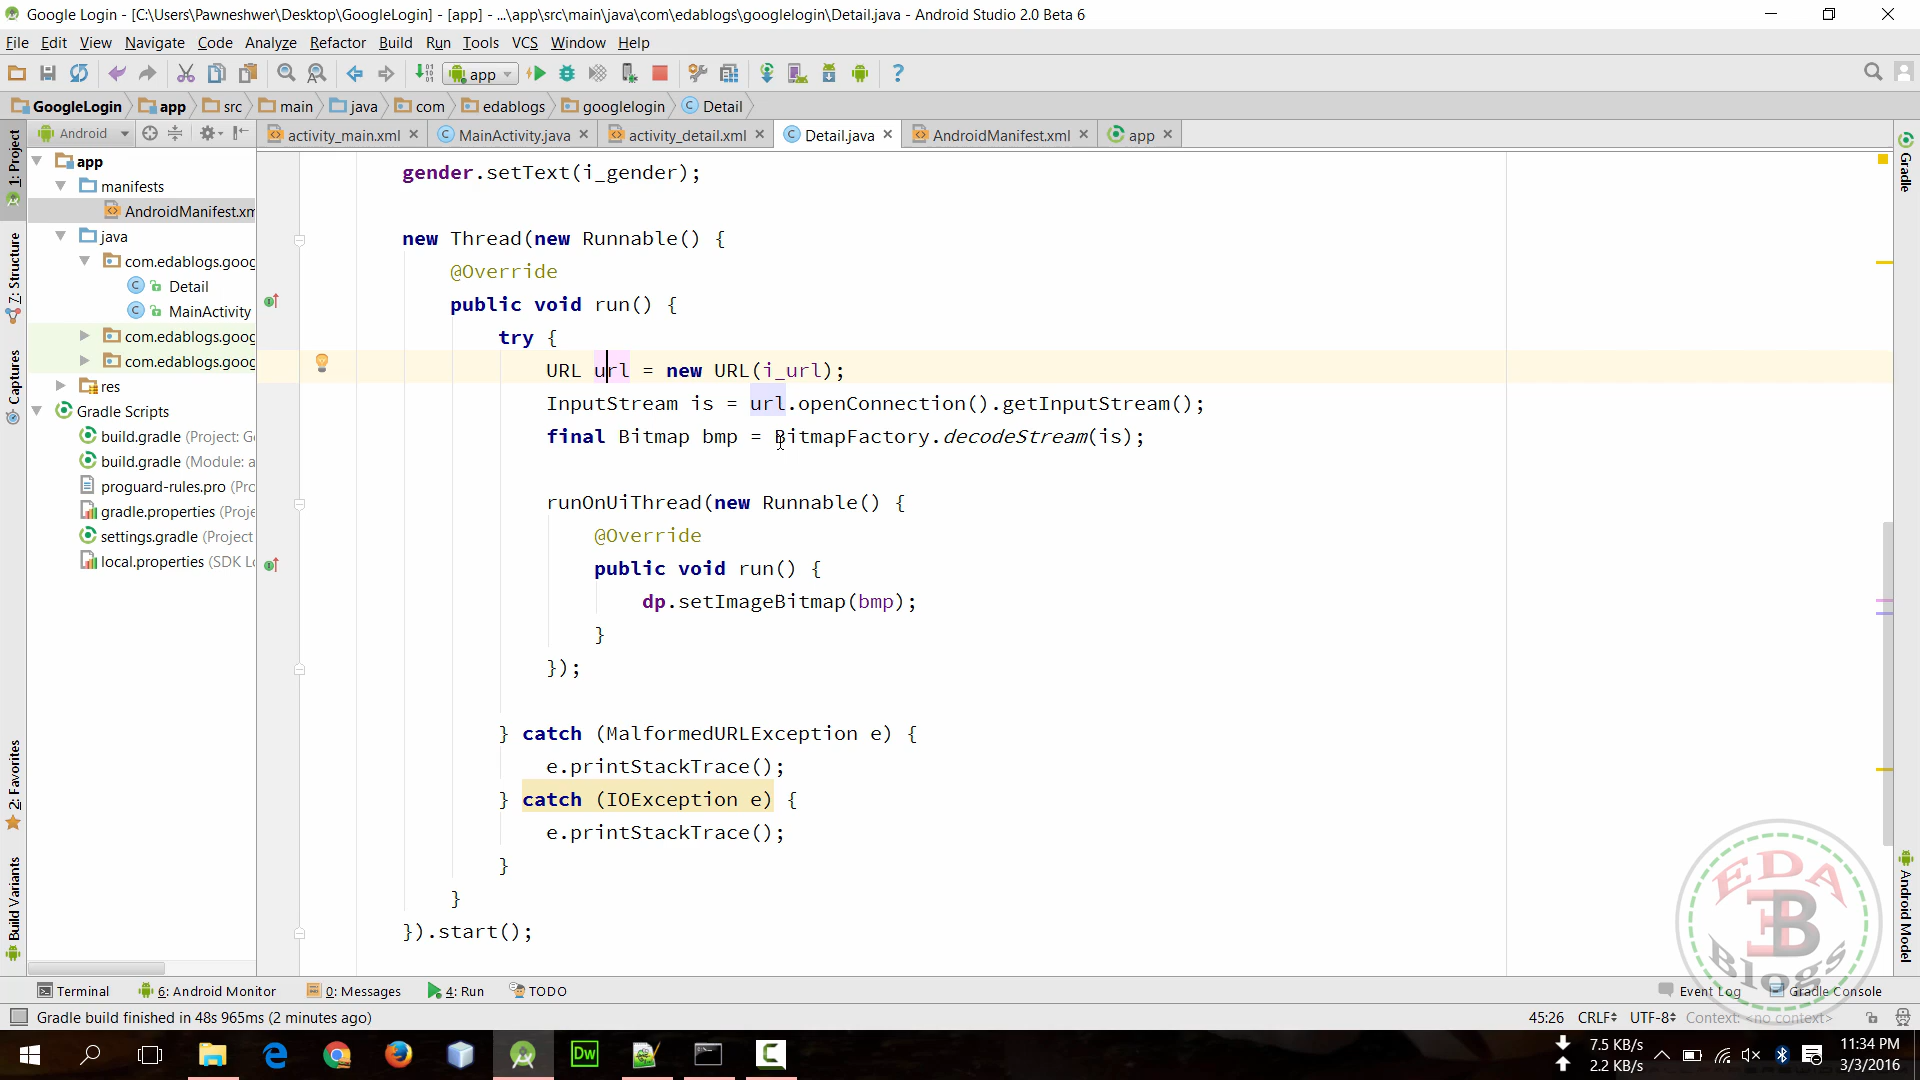 Google Login - [C:\Users\Pawneshwer\Desktop\GoogleLogin] - [app] - ...\app\src\main\java\com\edablogs\googlelogin\Detail.java - Android Studio 2.0 Beta 6
File Edit View Navigate Code Analyze Refactor Build Run Tools VCS Window Help
app
GoogleLogin app src main java com edablogs googlelogin Detail
Android activity_main.xml MainActivity.java activity_detail.xml Detail.java AndroidManifest.xml app
1: Project
7: Structure
Captures
2: Favorites
Build Variants
app
manifests
AndroidManifest.xm
java
com.edablogs.goog
Detail
MainActivity
com.edablogs.goog
com.edablogs.goog
res
Gradle Scripts
build.gradle (Project: G
build.gradle (Module: a
proguard-rules.pro (Pro
gradle.properties (Proje
settings.gradle (Project
local.properties (SDK Lo
gender.setText(i_gender);
new Thread(new Runnable() {
@Override
public void run() {
try {
URL url = new URL(i_url);
InputStream is = url.openConnection().getInputStream();
final Bitmap bmp = BitmapFactory.decodeStream(is);
runOnUiThread(new Runnable() {
@Override
public void run() {
dp.setImageBitmap(bmp);
}
});
} catch (MalformedURLException e) {
e.printStackTrace();
} catch (IOException e) {
e.printStackTrace();
}
}
}).start();
Gradle
Android Model
EDA
EB
Blogs
Terminal 6: Android Monitor 0: Messages 4: Run TODO Event Log Gradle Console
Gradle build finished in 48s 965ms (2 minutes ago) 45:26 CRLF UTF-8 Context: <no context>
Dw
7.5 KB/s
2.2 KB/s
11:34 PM
3/3/2016